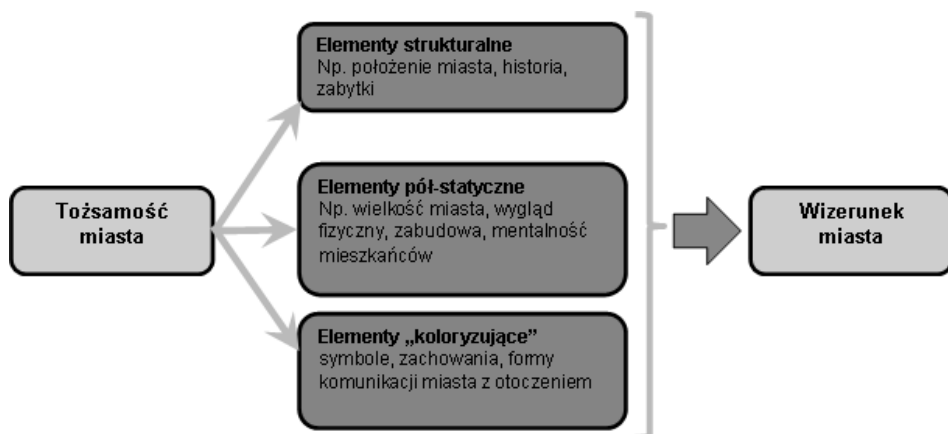 Elementy strukturalne
Np. położenie miasta, historia,
zabytki
Tożsamość
miasta
Elementy pół-statyczne
Np. wielkość miasta, wygląd
fizyczny, zabudowa, mentalność
mieszkańców
Wizerunek
miasta
Elementy „koloryzujące”
symbole, zachowania, formy
komunikacji miasta z otoczeniem